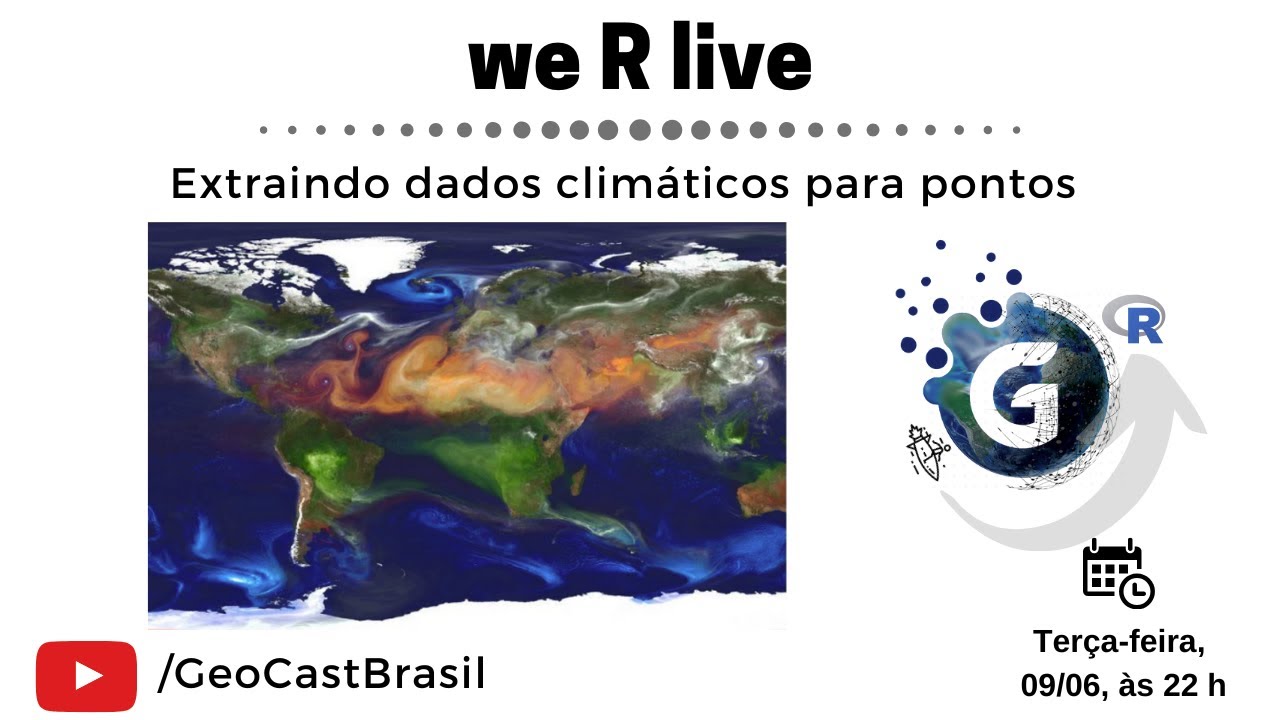 we R live
Extraindo dados climáticos para pontos
G
R
/GeoCastBrasil
Terça-feira,
09/06, às 22 h